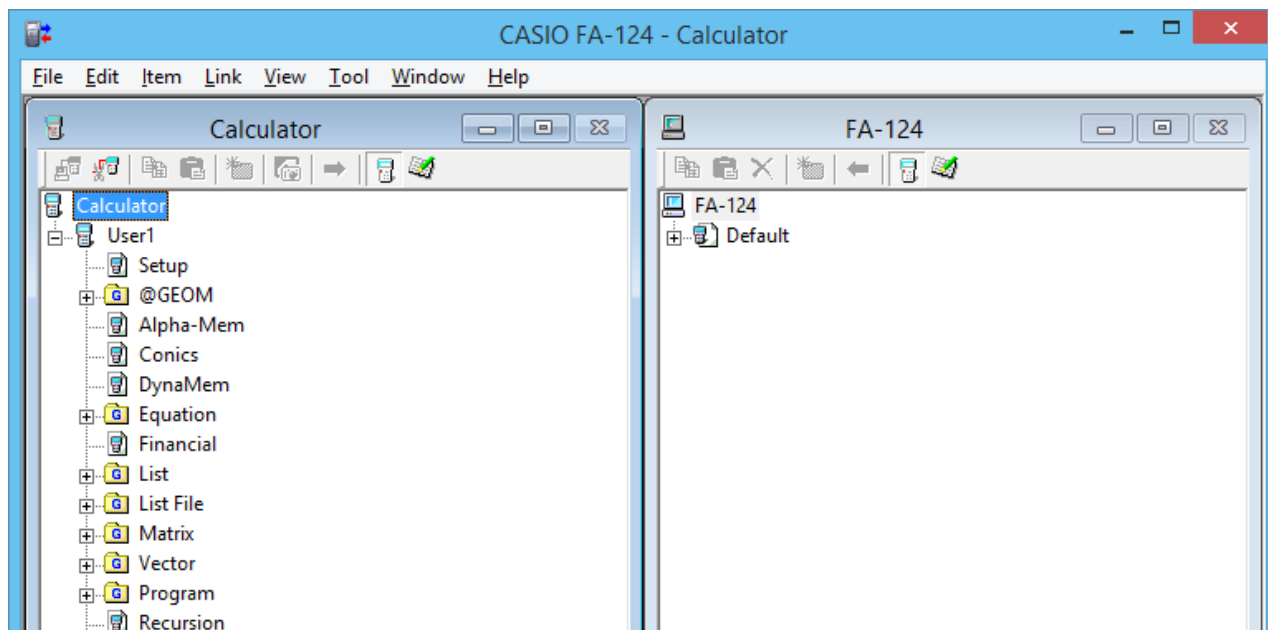 CASIO FA-124 - Calculator
File Edit Item Link View Tool Window Help
Calculator
Calculator
User1
Setup
@GEOM
Alpha-Mem
Conics
DynaMem
Equation
Financial
List
List File
Matrix
Vector
Program
Recursion
FA-124
FA-124
Default